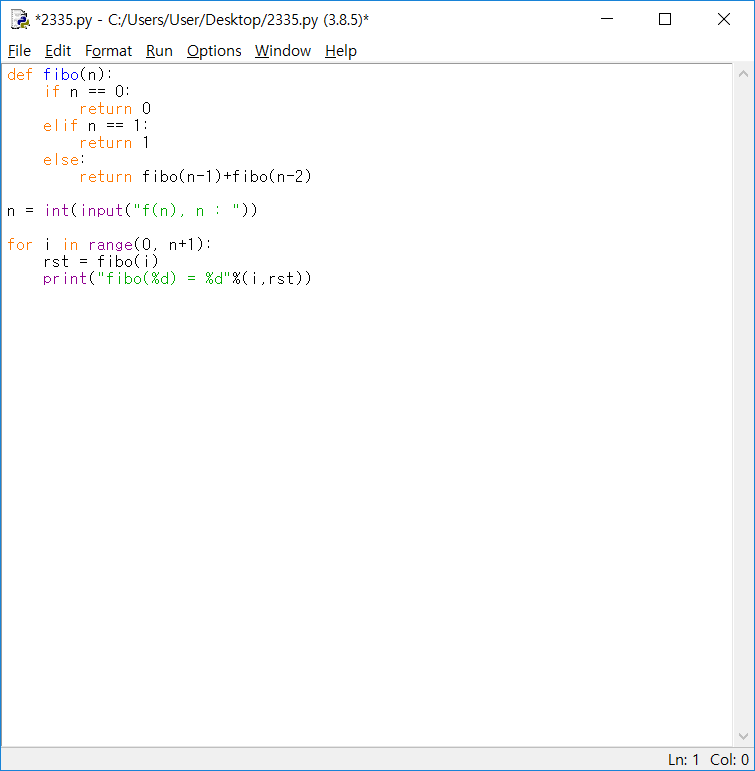 *2335.py - C:/Users/User/Desktop/2335.py (3.8.5)*
File Edit Format Run Options Window Help
def fibo(n):
    if n == 0:
        return 0
    elif n == 1:
        return 1
    else:
        return fibo(n-1)+fibo(n-2)

n = int(input("f(n), n : "))

for i in range(0, n+1):
    rst = fibo(i)
    print("fibo(%d) = %d"%(i,rst))
Ln: 1 Col: 0